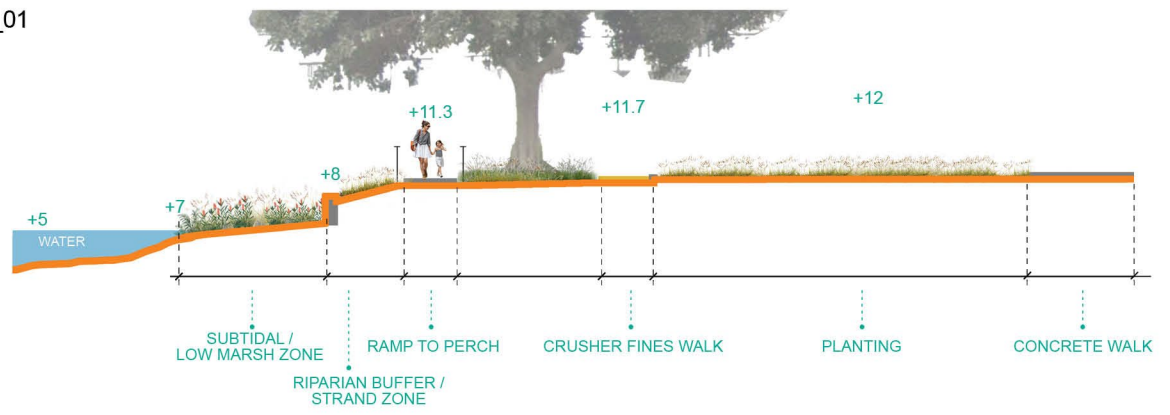 _01
+5
WATER
+7
+8
+11.3
+11.7
+12
SUBTIDAL /
LOW MARSH ZONE
RIPARIAN BUFFER /
STRAND ZONE
RAMP TO PERCH
CRUSHER FINES WALK
PLANTING
CONCRETE WALK